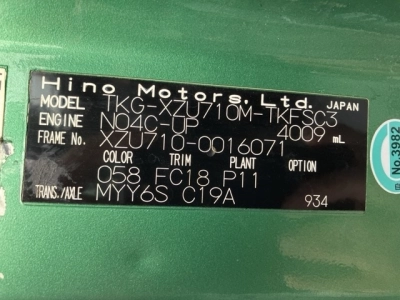 Hino Motors, Ltd. JAPAN
MODEL TKG-XZU710M-TKFSC3
ENGINE N04C-UP 4009 mL
FRAME No. XZU710-0016071
COLOR TRIM PLANT OPTION
058 FC18 P11
TRANS./AXLE MYY6S C19A 934
No.3982